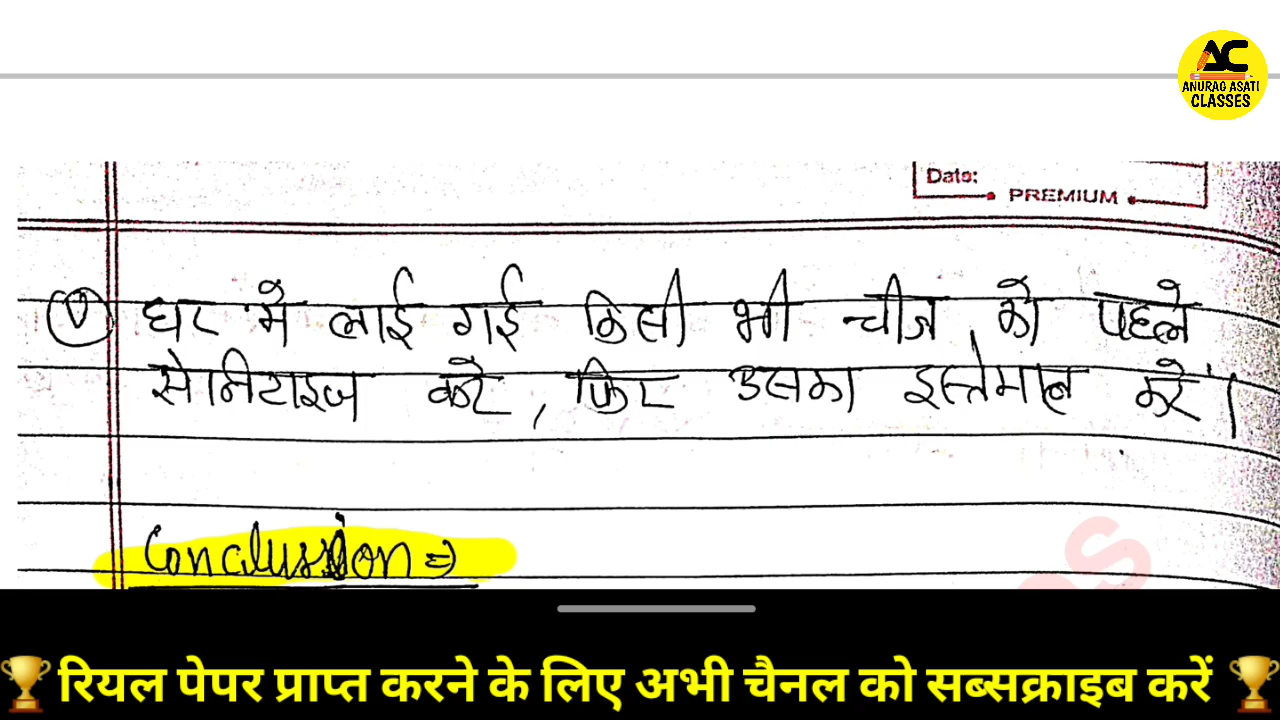 AC
ANURAG ASATI
CLASSES
Date:
PREMIUM
V घर में लाई गई किसी भी चीज को पहले
सेनिटाइज करें, फिर उसका इस्तेमाल करें।
Conclusion ⇒
रियल पेपर प्राप्त करने के लिए अभी चैनल को सब्सक्राइब करें